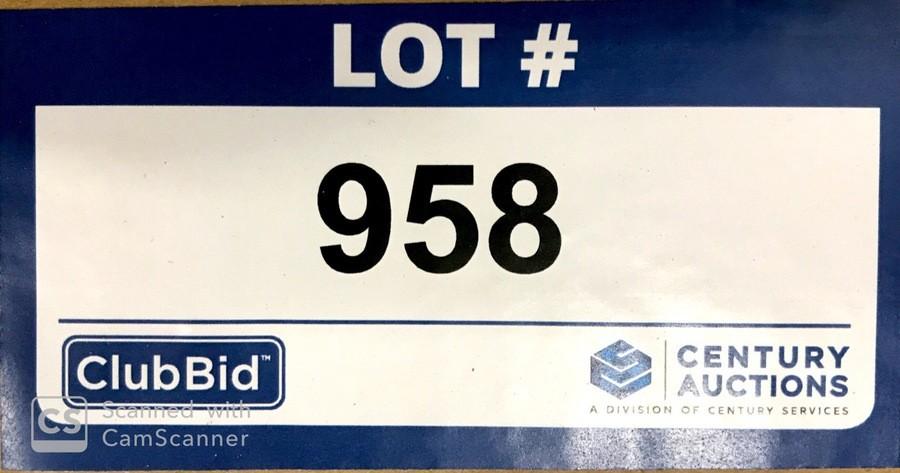 LOT #
958
ClubBid™
CENTURY
AUCTIONS
A DIVISION OF CENTURY SERVICES
CS
Scanned with
CamScanner